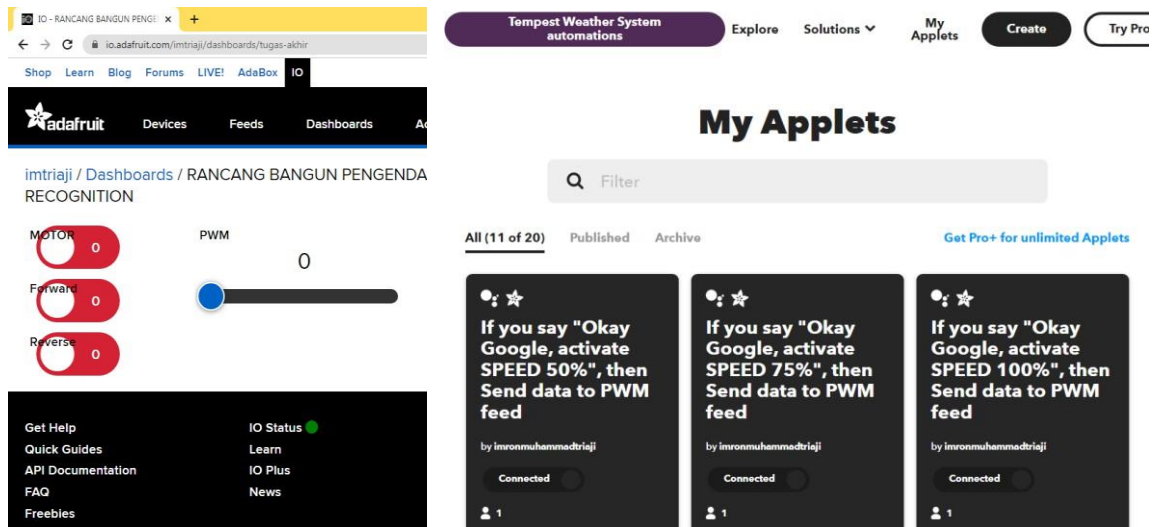 IO - RANCANG BANGUN PENGE
io.adafruit.com/imtriaji/dashboards/tugas-akhir
Shop Learn Blog Forums LIVE! AdaBox IO
adafruit Devices Feeds Dashboards Ac
imtriaji / Dashboards / RANCANG BANGUN PENGENDA
RECOGNITION
MOTOR
0
PWM
0
Forward
0
Reverse
0
Get Help
Quick Guides
API Documentation
FAQ
Freebies
IO Status
Learn
IO Plus
News
Tempest Weather System
automations
Explore Solutions My
Applets
Create Try Pro
My Applets
Filter
All (11 of 20) Published Archive Get Pro+ for unlimited Applets
If you say "Okay
Google, activate
SPEED 50%", then
Send data to PWM
feed
by imronmuhammadtriaji
Connected
1
If you say "Okay
Google, activate
SPEED 75%", then
Send data to PWM
feed
by imronmuhammadtriaji
Connected
1
If you say "Okay
Google, activate
SPEED 100%", then
Send data to PWM
feed
by imronmuhammadtriaji
Connected
1